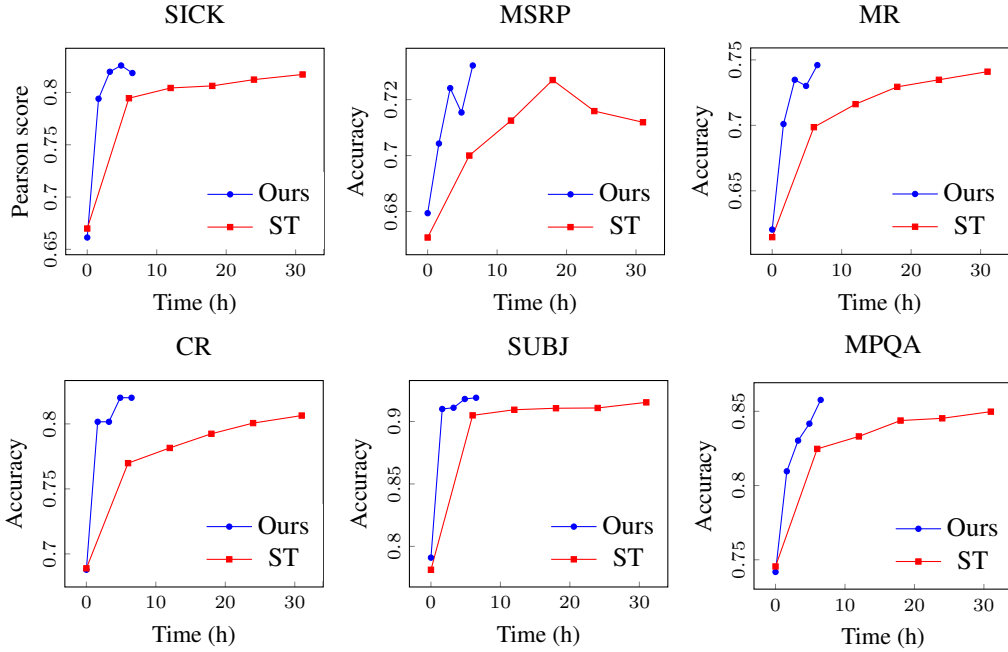 SICK
Pearson score
0.8
0.75
0.7
0.65
Ours
ST
0 10 20 30
Time (h)
MSRP
Accuracy
0.72
0.7
0.68
Ours
ST
0 10 20 30
Time (h)
MR
Accuracy
0.75
0.7
0.65
Ours
ST
0 10 20 30
Time (h)
CR
Accuracy
0.8
0.75
0.7
Ours
ST
0 10 20 30
Time (h)
SUBJ
Accuracy
0.9
0.85
0.8
Ours
ST
0 10 20 30
Time (h)
MPQA
Accuracy
0.85
0.8
0.75
Ours
ST
0 10 20 30
Time (h)